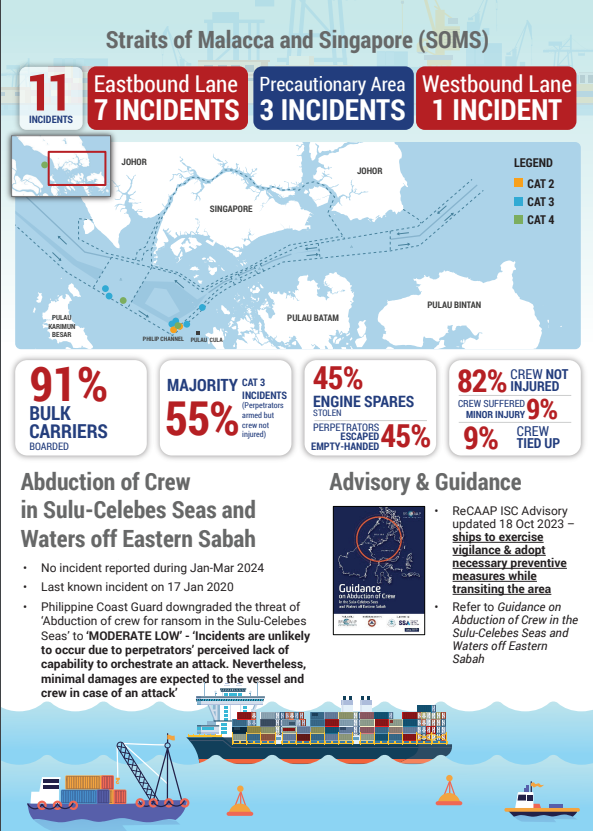 Straits of Malacca and Singapore (SOMS)
11
INCIDENTS
Eastbound Lane
7 INCIDENTS
Precautionary Area
3 INCIDENTS
Westbound Lane
1 INCIDENT
JOHOR
JOHOR
SINGAPORE
LEGEND
CAT 2
CAT 3
CAT 4
PULAU
KARIMUN
BESAR
PHILIP CHANNEL
PULAU CULA
PULAU BATAM
PULAU BINTAN
91%
BULK
CARRIERS
BOARDED
MAJORITY
55%
CAT 3
INCIDENTS
(Perpetrators
armed but
crew not
injured)
45%
ENGINE SPARES
STOLEN
PERPETRATORS
ESCAPED
EMPTY-HANDED
45%
82% CREW NOT
INJURED
CREW SUFFERED
MINOR INJURY 9%
9% CREW
TIED UP
Abduction of Crew
in Sulu-Celebes Seas and
Waters off Eastern Sabah
• No incident reported during Jan-Mar 2024
• Last known incident on 17 Jan 2020
• Philippine Coast Guard downgraded the threat of
'Abduction of crew for ransom in the Sulu-Celebes
Seas' to 'MODERATE LOW' - 'Incidents are unlikely
to occur due to perpetrators' perceived lack of
capability to orchestrate an attack. Nevertheless,
minimal damages are expected to the vessel and
crew in case of an attack'
Advisory & Guidance
Guidance
on Abduction of Crew
in the Sulu-Celebes Seas
and Waters off Eastern Sabah
• ReCAAP ISC Advisory
updated 18 Oct 2023 –
ships to exercise
vigilance & adopt
necessary preventive
measures while
transiting the area
• Refer to Guidance on
Abduction of Crew in the
Sulu-Celebes Seas and
Waters off Eastern
Sabah